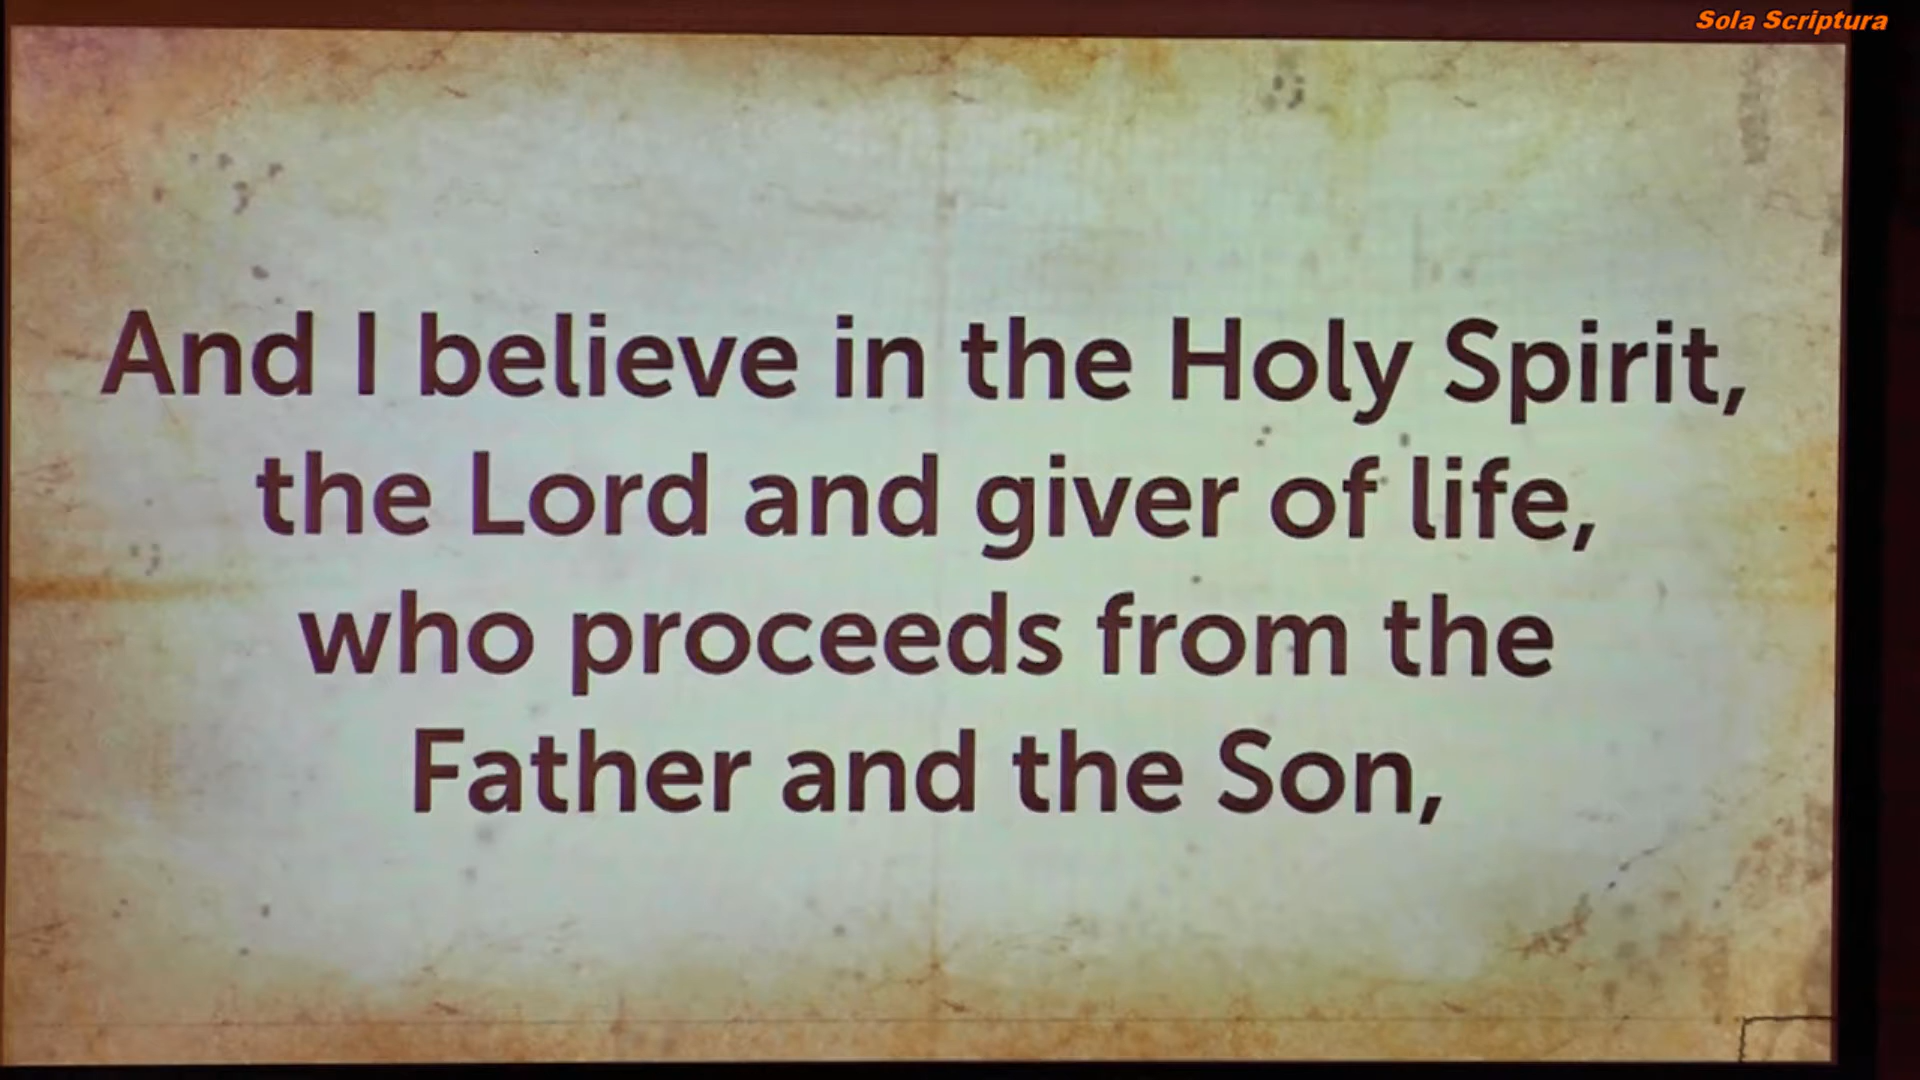 Sola Scriptura
And I believe in the Holy Spirit,
the Lord and giver of life,
who proceeds from the
Father and the Son,